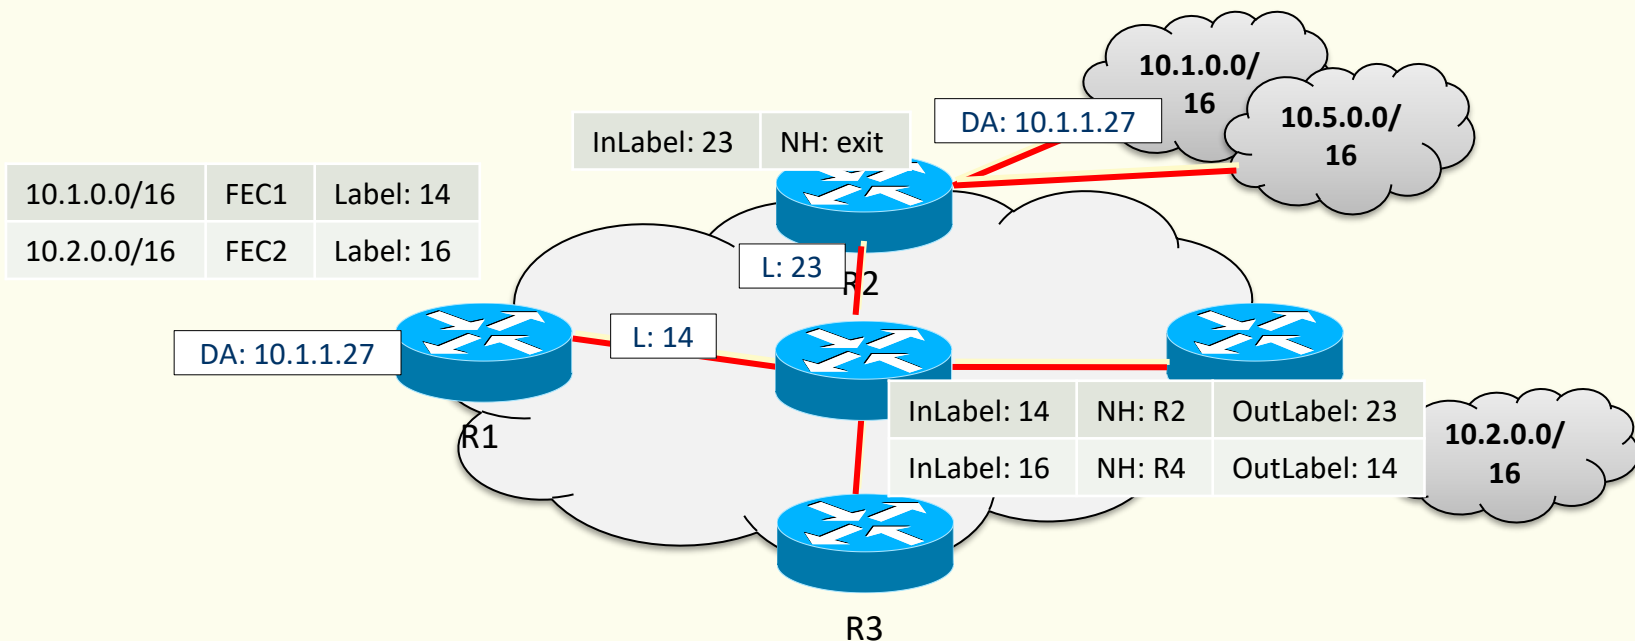 10.1.0.0/
16
10.5.0.0/
16
DA: 10.1.1.27
InLabel: 23 NH: exit
10.1.0.0/16 FEC1 Label: 14
10.2.0.0/16 FEC2 Label: 16
L: 23
R2
DA: 10.1.1.27
L: 14
R1
InLabel: 14 NH: R2 OutLabel: 23
InLabel: 16 NH: R4 OutLabel: 14
10.2.0.0/
16
R3